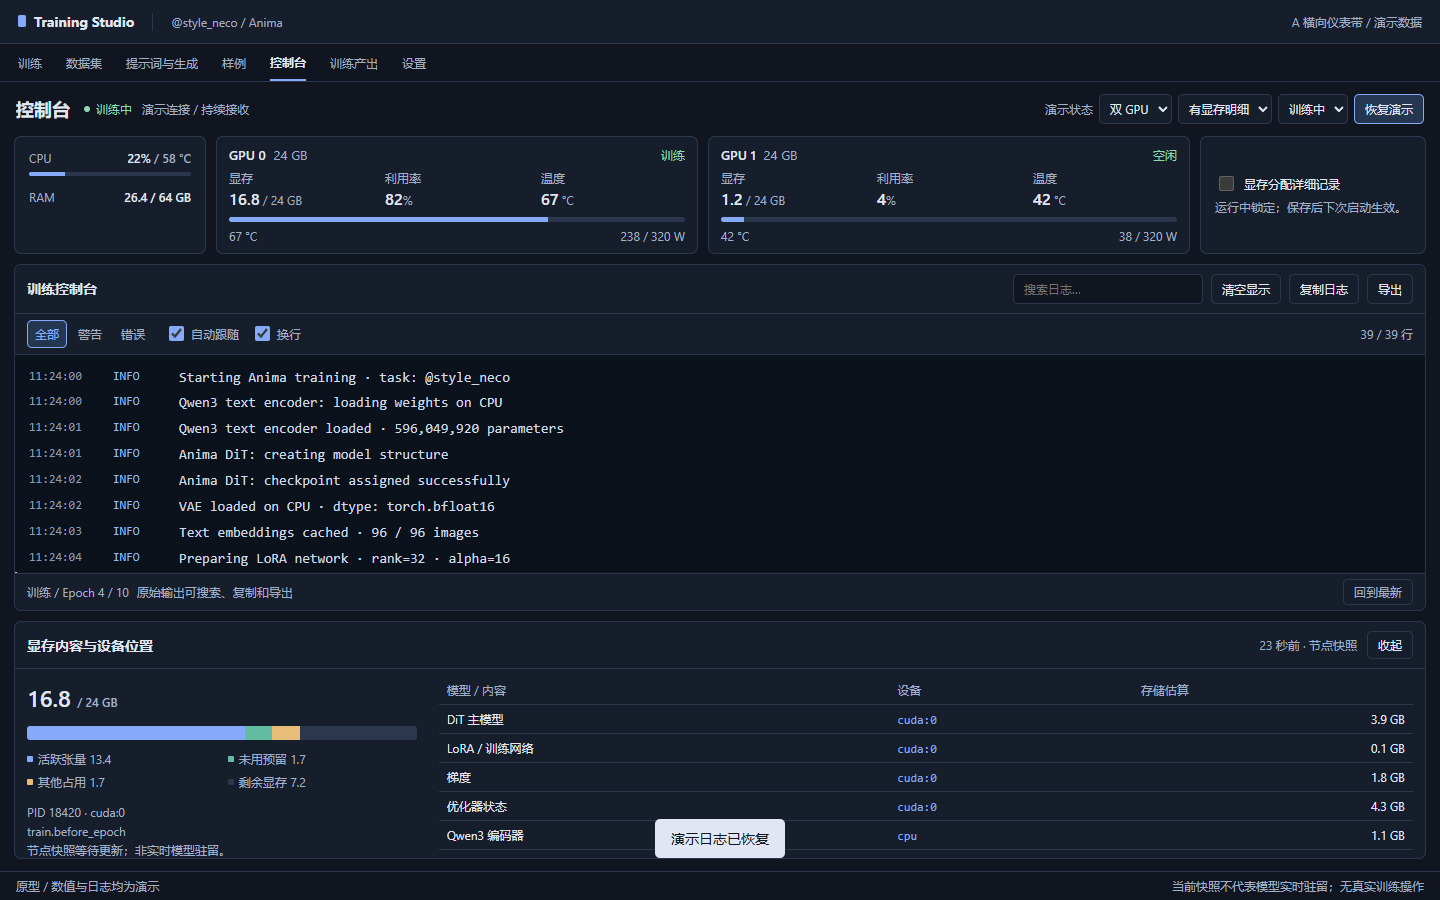 Training Studio @style_neco / Anima A 横向仪表带 / 演示数据
训练 数据集 提示词与生成 样例 控制台 训练产出 设置
控制台 训练中 演示连接 / 持续接收 演示状态 双 GPU 有显存明细 训练中 恢复演示
CPU 22% / 58 °C
RAM 26.4 / 64 GB
GPU 0 24 GB 训练
显存 利用率 温度
16.8 / 24 GB 82% 67 °C
67 °C 238 / 320 W
GPU 1 24 GB 空闲
显存 利用率 温度
1.2 / 24 GB 4% 42 °C
42 °C 38 / 320 W
显存分配详细记录
运行中锁定；保存后下次启动生效。
训练控制台 搜索日志... 清空显示 复制日志 导出
全部 警告 错误 自动跟随 换行 39 / 39 行
11:24:00 INFO Starting Anima training · task: @style_neco
11:24:00 INFO Qwen3 text encoder: loading weights on CPU
11:24:01 INFO Qwen3 text encoder loaded · 596,049,920 parameters
11:24:01 INFO Anima DiT: creating model structure
11:24:02 INFO Anima DiT: checkpoint assigned successfully
11:24:02 INFO VAE loaded on CPU · dtype: torch.bfloat16
11:24:03 INFO Text embeddings cached · 96 / 96 images
11:24:04 INFO Preparing LoRA network · rank=32 · alpha=16
训练 / Epoch 4 / 10 原始输出可搜索、复制和导出 回到最新
显存内容与设备位置 23 秒前 · 节点快照 收起
16.8 / 24 GB
活跃张量 13.4 未用预留 1.7
其他占用 1.7 剩余显存 7.2
PID 18420 · cuda:0
train.before_epoch
节点快照等待更新；非实时模型驻留。
模型 / 内容 设备 存储估算
DiT 主模型 cuda:0 3.9 GB
LoRA / 训练网络 cuda:0 0.1 GB
梯度 cuda:0 1.8 GB
优化器状态 cuda:0 4.3 GB
Qwen3 编码器 cpu 1.1 GB
演示日志已恢复
原型 / 数值与日志均为演示 当前快照不代表模型实时驻留；无真实训练操作